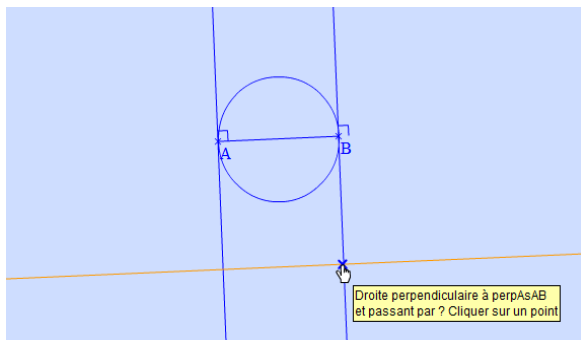 A
B
Droite perpendiculaire à perpAsAB
et passant par ? Cliquer sur un point